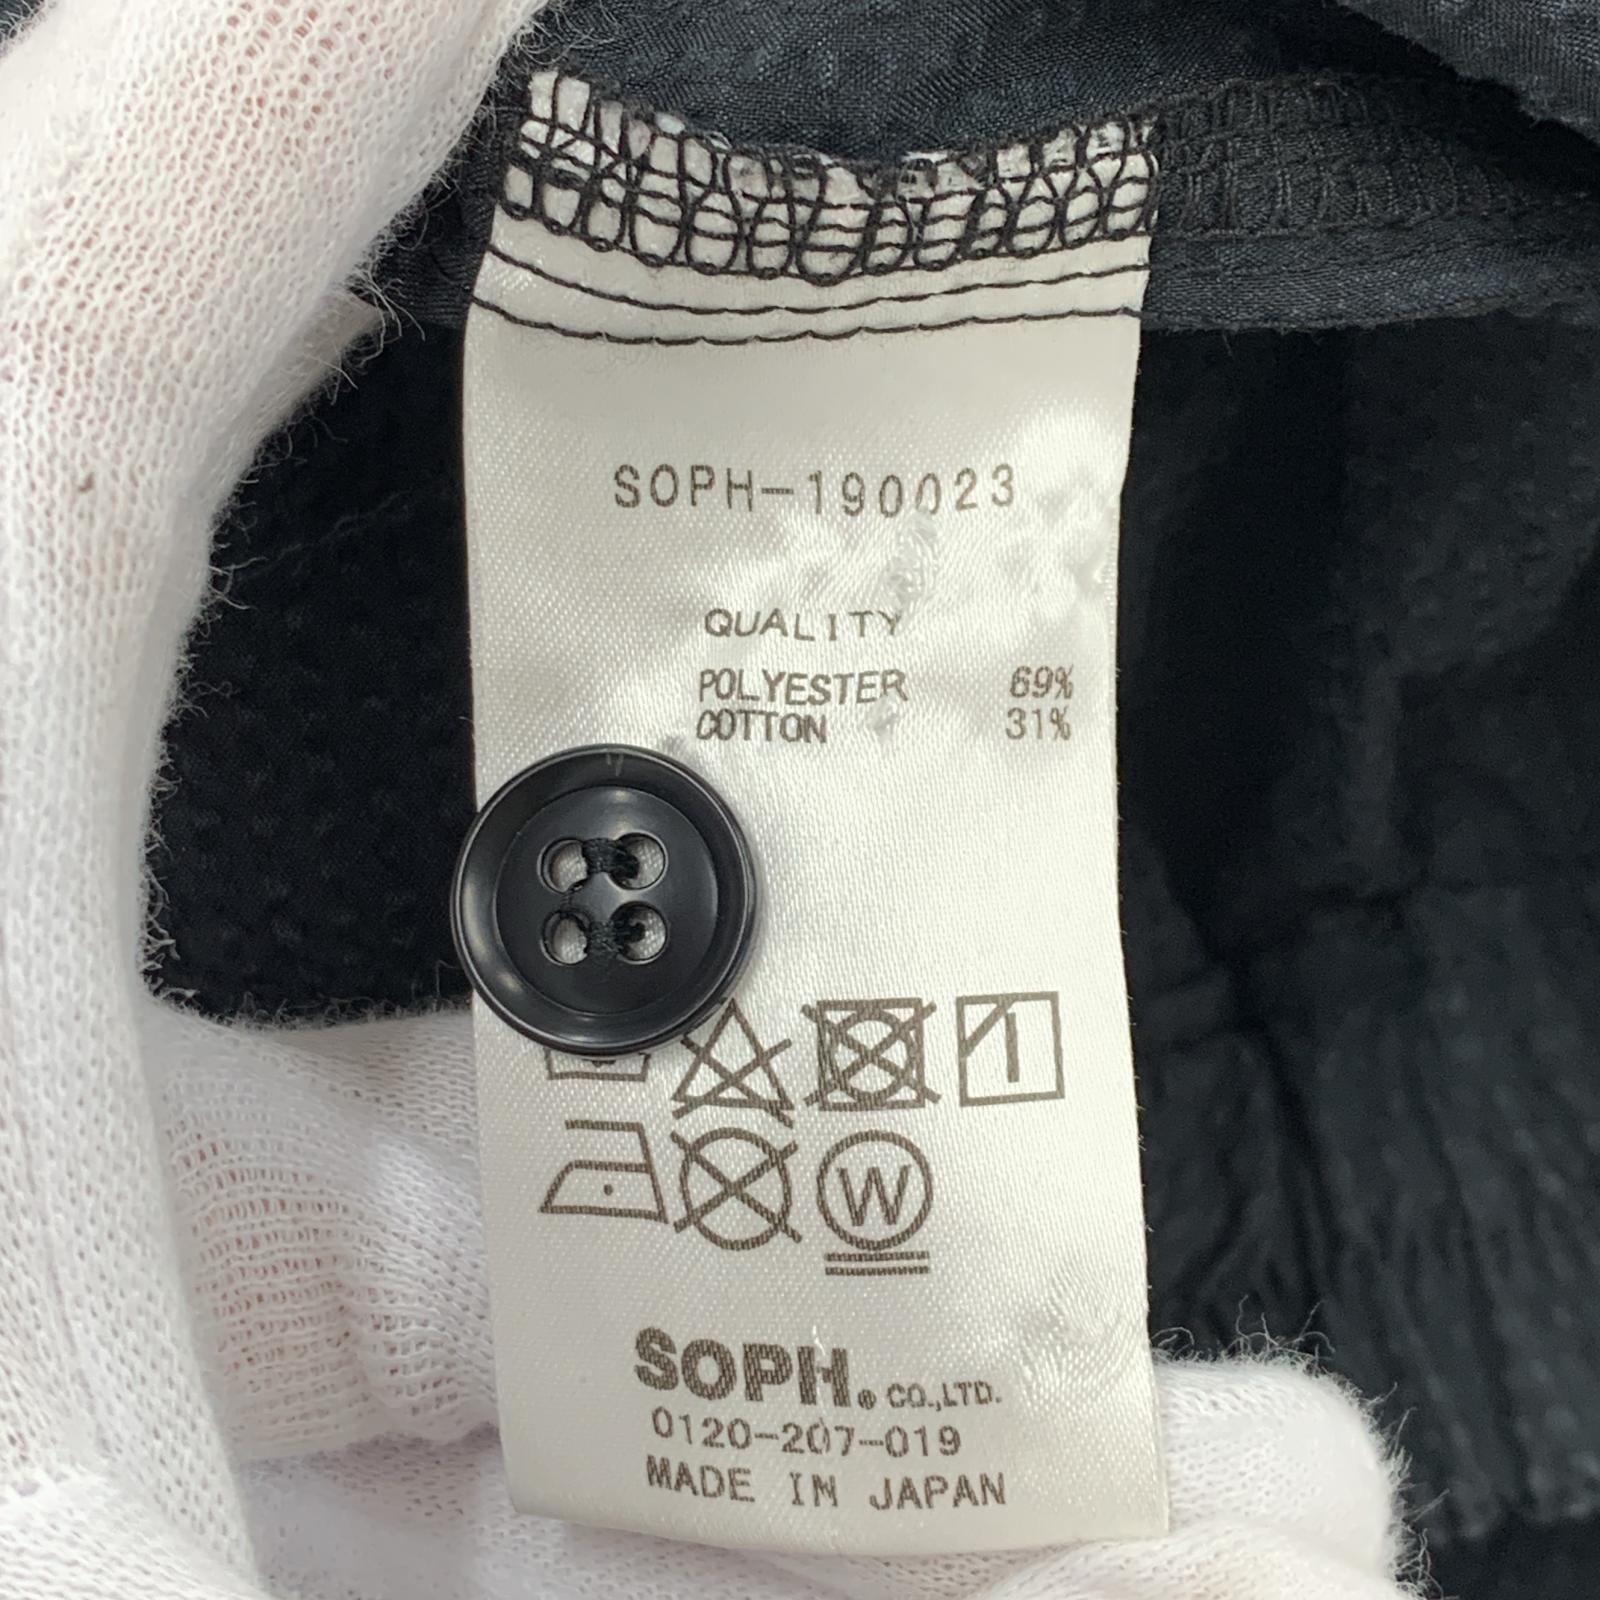 SOPH-190023
QUALITY
POLYESTER 69%
COTTON 31%
W
SOPH.® CO.,LTD.
0120-207-019
MADE IN JAPAN